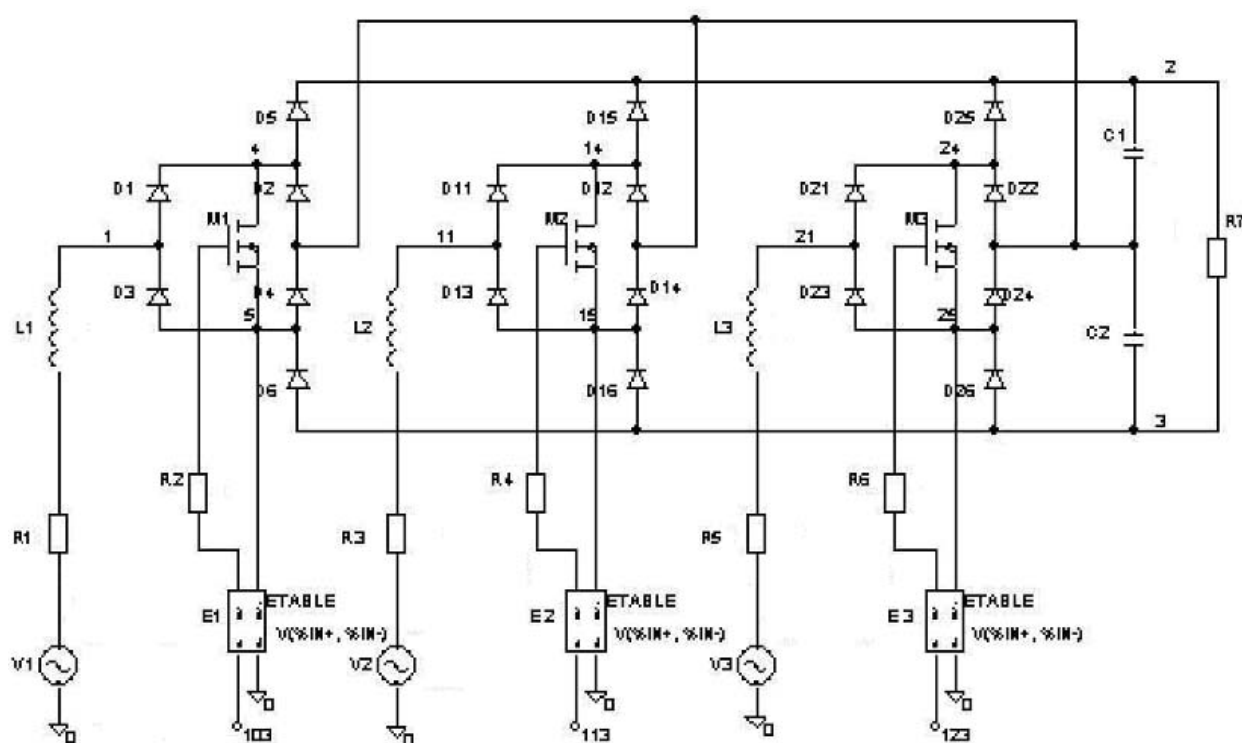 2
D5
D15
D25
C1
4
14
24
D1
D2
D11
D12
D21
D22
M1
M2
M3
R7
1
11
21
D3
D4
D13
D14
D23
D24
L1
5
L2
15
L3
25
C2
D6
D16
D26
3
R2
R4
R6
R1
R3
R5
E1
ETABLE
V(%IN+, %IN-)
E2
ETABLE
V(%IN+, %IN-)
E3
ETABLE
V(%IN+, %IN-)
V1
V2
V3
0
0
0
0
0
0
103
113
123